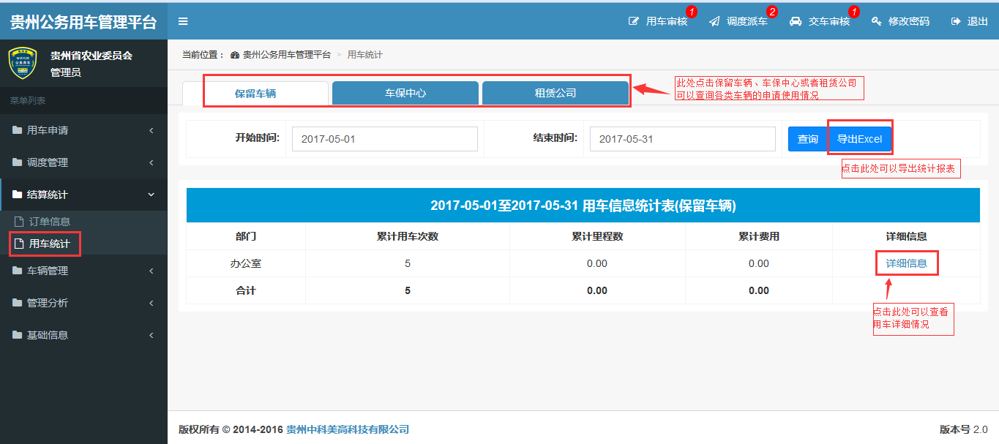 贵州公务用车管理平台
用车审核
1
调度派车
2
交车审核
1
修改密码
退出
贵州省农业委员会
管理员
当前位置：
贵州公务用车管理平台 > 用车统计
菜单列表
用车申请
调度管理
结算统计
订单信息
用车统计
车辆管理
管理分析
基础信息
保留车辆
车保中心
租赁公司
此处点击保留车辆、车保中心或者租赁公司
可以查询各类车辆的申请使用情况
开始时间:
2017-05-01
结束时间:
2017-05-31
查询
导出Excel
点击此处可以导出统计报表
2017-05-01至2017-05-31 用车信息统计表(保留车辆)
部门 累计用车次数 累计里程数 累计费用 详细信息
办公室 5 0.00 0.00 详细信息
合计 5 0.00 0.00
点击此处可以查看
用车详细情况
版权所有 © 2014-2016 贵州中科美高科技有限公司
版本号 2.0